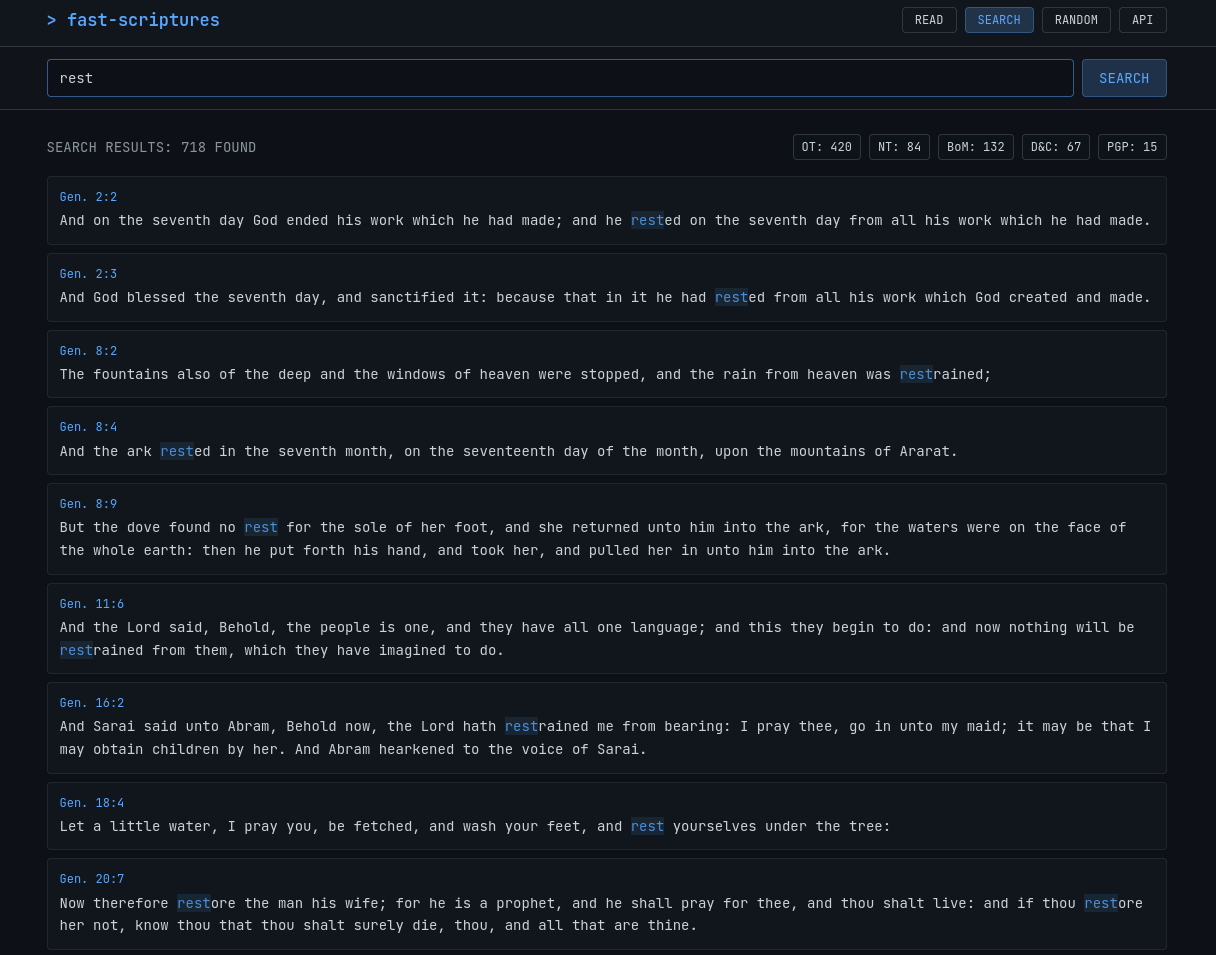 > fast-scriptures READ SEARCH RANDOM API
rest SEARCH
SEARCH RESULTS: 718 FOUND OT: 420 NT: 84 BoM: 132 D&C: 67 PGP: 15
Gen. 2:2
And on the seventh day God ended his work which he had made; and he rested on the seventh day from all his work which he had made.
Gen. 2:3
And God blessed the seventh day, and sanctified it: because that in it he had rested from all his work which God created and made.
Gen. 8:2
The fountains also of the deep and the windows of heaven were stopped, and the rain from heaven was restrained;
Gen. 8:4
And the ark rested in the seventh month, on the seventeenth day of the month, upon the mountains of Ararat.
Gen. 8:9
But the dove found no rest for the sole of her foot, and she returned unto him into the ark, for the waters were on the face of
the whole earth: then he put forth his hand, and took her, and pulled her in unto him into the ark.
Gen. 11:6
And the Lord said, Behold, the people is one, and they have all one language; and this they begin to do: and now nothing will be
restrained from them, which they have imagined to do.
Gen. 16:2
And Sarai said unto Abram, Behold now, the Lord hath restrained me from bearing: I pray thee, go in unto my maid; it may be that I
may obtain children by her. And Abram hearkened to the voice of Sarai.
Gen. 18:4
Let a little water, I pray you, be fetched, and wash your feet, and rest yourselves under the tree:
Gen. 20:7
Now therefore restore the man his wife; for he is a prophet, and he shall pray for thee, and thou shalt live: and if thou restore
her not, know thou that thou shalt surely die, thou, and all that are thine.